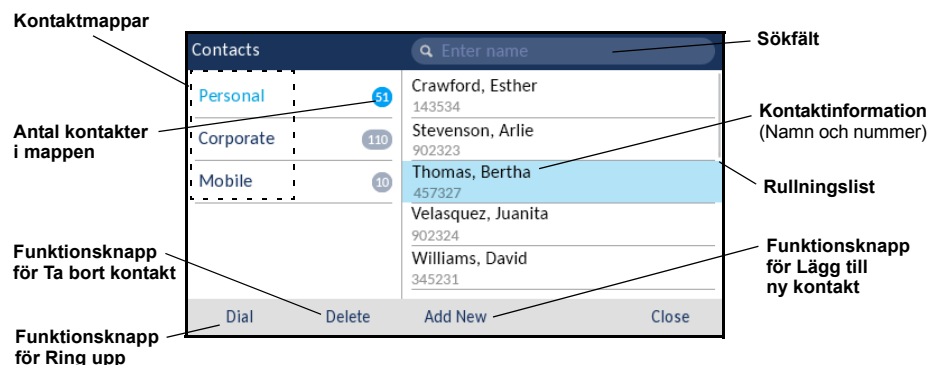 Kontaktmappar
Antal kontakter
i mappen
Funktionsknapp
för Ta bort kontakt
Funktionsknapp
för Ring upp
Contacts
Enter name
Personal 51
Corporate 110
Mobile 10
Crawford, Esther
143534
Stevenson, Arlie
902323
Thomas, Bertha
457327
Velasquez, Juanita
902324
Williams, David
345231
Dial Delete Add New Close
Sökfält
Kontaktinformation
(Namn och nummer)
Rullningslist
Funktionsknapp
för Lägg till
ny kontakt